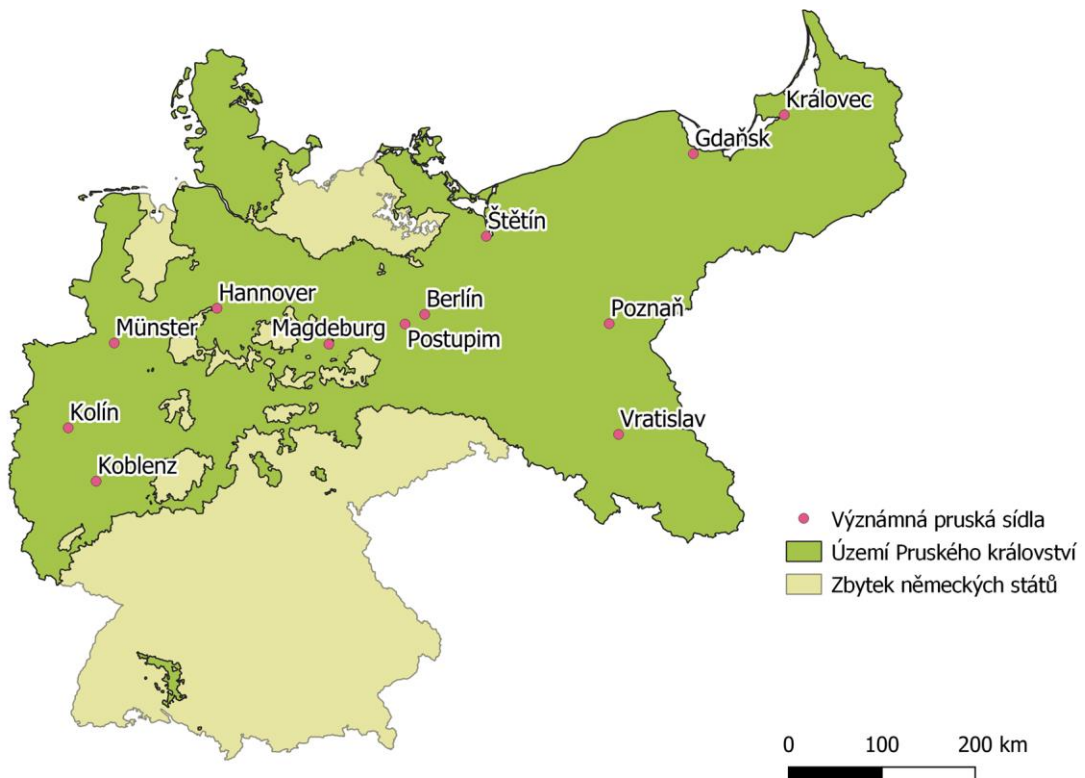 Královec
Gdaňsk
Štětín
Hannover
Berlín
Poznaň
Münster
Magdeburg
Postupim
Kolín
Vratislav
Koblenz
Významná pruská sídla
Území Pruského království
Zbytek německých států
0 100 200 km